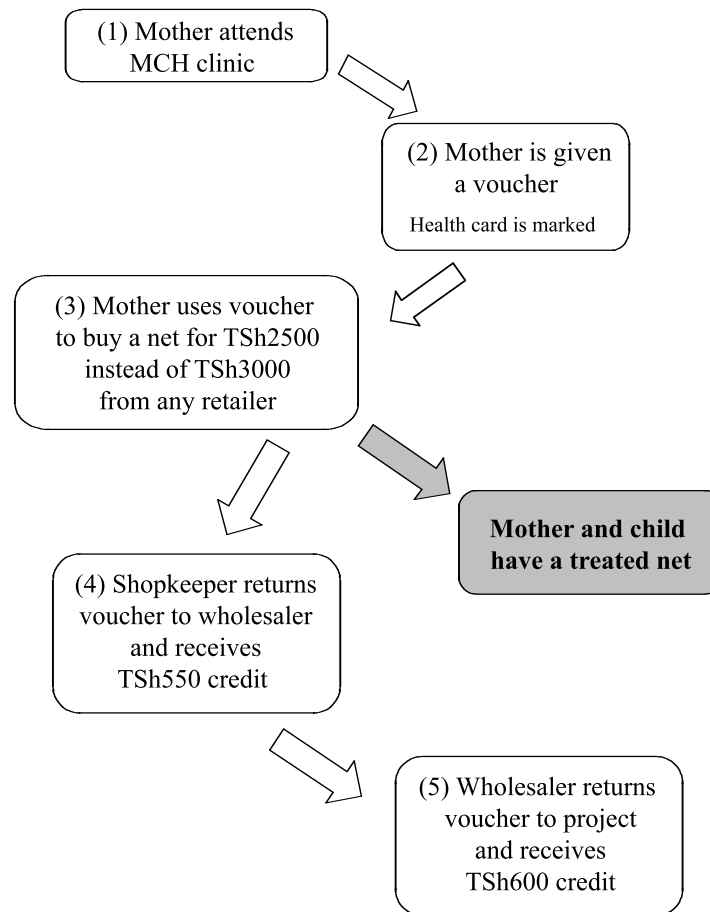 (1) Mother attends
MCH clinic
(2) Mother is given
a voucher
Health card is marked
(3) Mother uses voucher
to buy a net for TSh2500
instead of TSh3000
from any retailer
Mother and child
have a treated net
(4) Shopkeeper returns
voucher to wholesaler
and receives
TSh550 credit
(5) Wholesaler returns
voucher to project
and receives
TSh600 credit